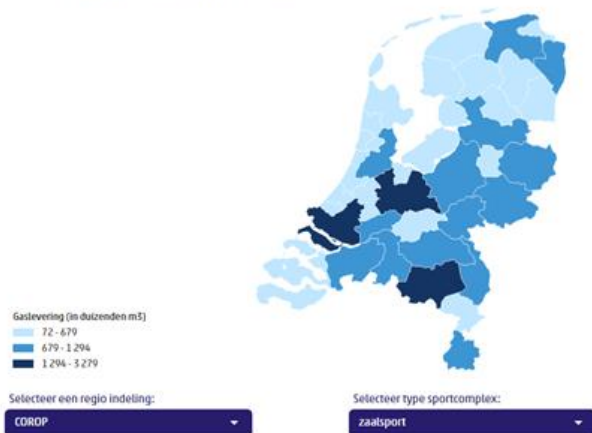 Gaslevering (in duizenden m3)
72 - 679
679 - 1 294
1 294 - 3 279
Selecteer een regio indeling:
Selecteer type sportcomplex:
COROP
zaalsport